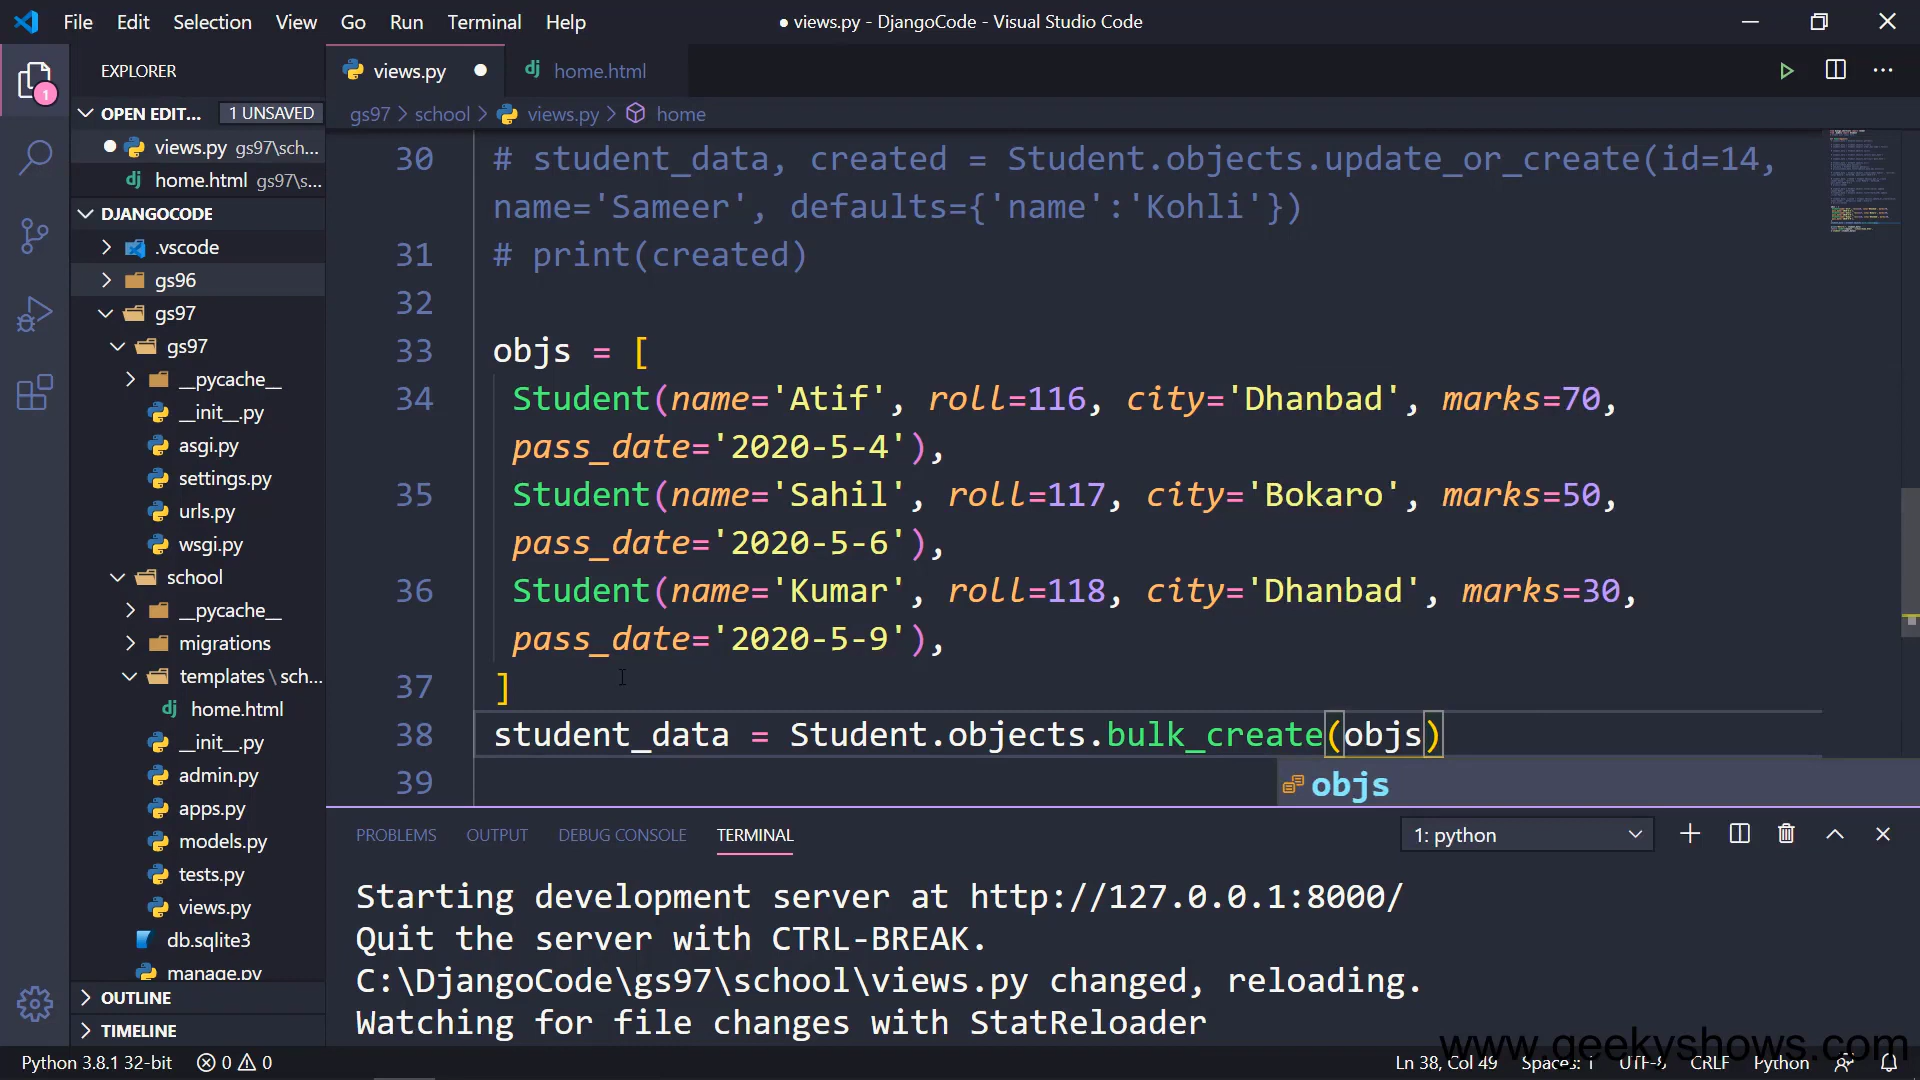 File Edit Selection View Go Run Terminal Help
● views.py - DjangoCode - Visual Studio Code
EXPLORER
1
OPEN EDIT... 1 UNSAVED
views.py gs97\sch...
home.html gs97\s...
DJANGOCODE
.vscode
gs96
gs97
gs97
__pycache__
__init__.py
asgi.py
settings.py
urls.py
wsgi.py
school
__pycache__
migrations
templates\sch...
home.html
__init__.py
admin.py
apps.py
models.py
tests.py
views.py
db.sqlite3
manage.py
OUTLINE
TIMELINE
views.py
dj home.html
gs97 > school > views.py > home
30 # student_data, created = Student.objects.update_or_create(id=14,
name='Sameer', defaults={'name':'Kohli'})
31 # print(created)
32
33 objs = [
34 Student(name='Atif', roll=116, city='Dhanbad', marks=70,
pass_date='2020-5-4'),
35 Student(name='Sahil', roll=117, city='Bokaro', marks=50,
pass_date='2020-5-6'),
36 Student(name='Kumar', roll=118, city='Dhanbad', marks=30,
pass_date='2020-5-9'),
37 ]
38 student_data = Student.objects.bulk_create(objs)
39
objs
PROBLEMS OUTPUT DEBUG CONSOLE TERMINAL
1: python
Starting development server at http://127.0.0.1:8000/
Quit the server with CTRL-BREAK.
C:\DjangoCode\gs97\school\views.py changed, reloading.
Watching for file changes with StatReloader
www.geekyshows.com
Python 3.8.1 32-bit 0 0
Ln 38, Col 49 Spaces: 1 UTF-8 CRLF Python